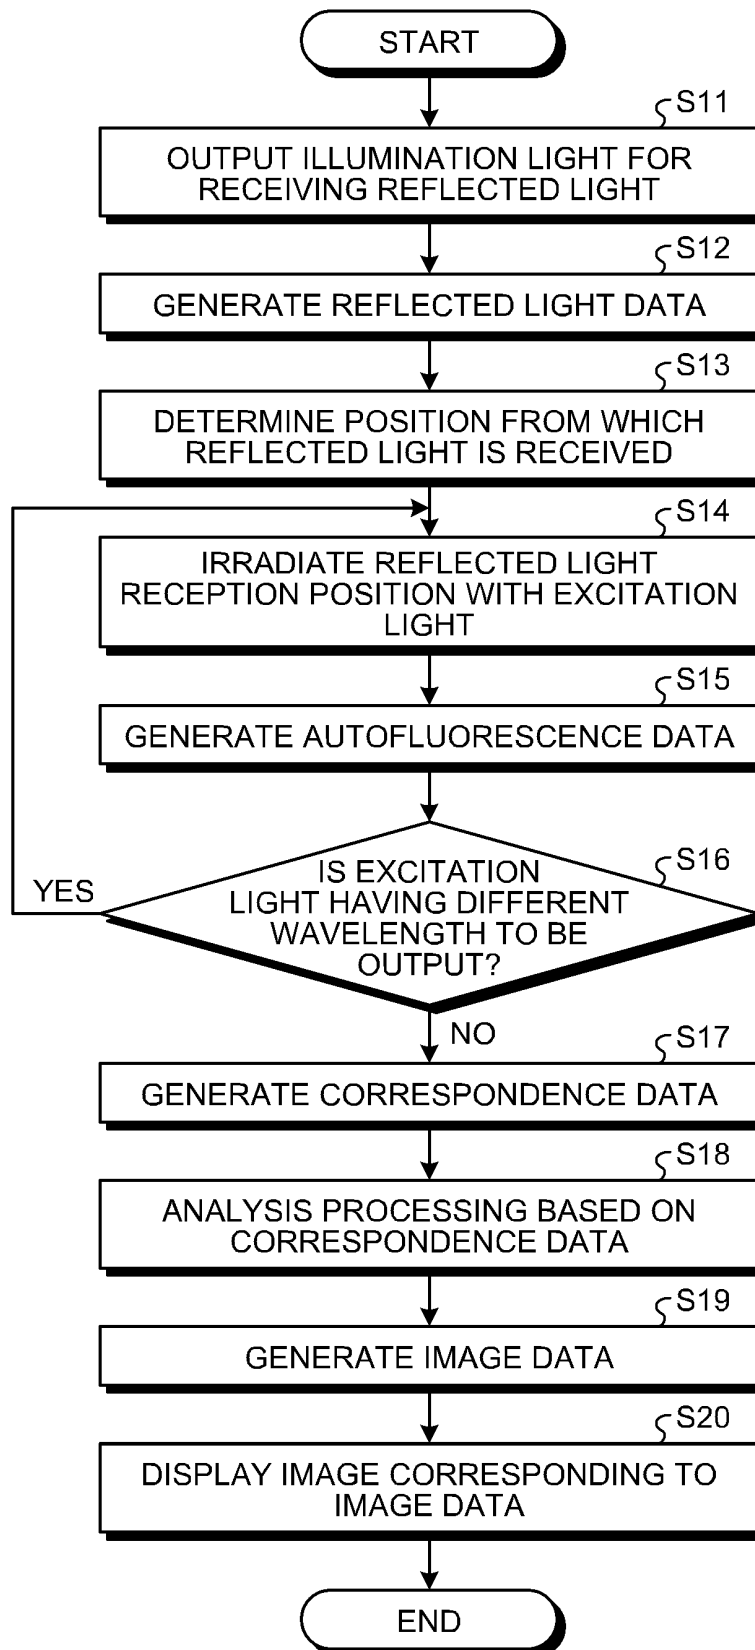 START
S11
OUTPUT ILLUMINATION LIGHT FOR
RECEIVING REFLECTED LIGHT
S12
GENERATE REFLECTED LIGHT DATA
S13
DETERMINE POSITION FROM WHICH
REFLECTED LIGHT IS RECEIVED
S14
IRRADIATE REFLECTED LIGHT
RECEPTION POSITION WITH EXCITATION
LIGHT
S15
GENERATE AUTOFLUORESCENCE DATA
S16
IS EXCITATION
LIGHT HAVING DIFFERENT
WAVELENGTH TO BE
OUTPUT?
YES
NO
S17
GENERATE CORRESPONDENCE DATA
S18
ANALYSIS PROCESSING BASED ON
CORRESPONDENCE DATA
S19
GENERATE IMAGE DATA
S20
DISPLAY IMAGE CORRESPONDING TO
IMAGE DATA
END